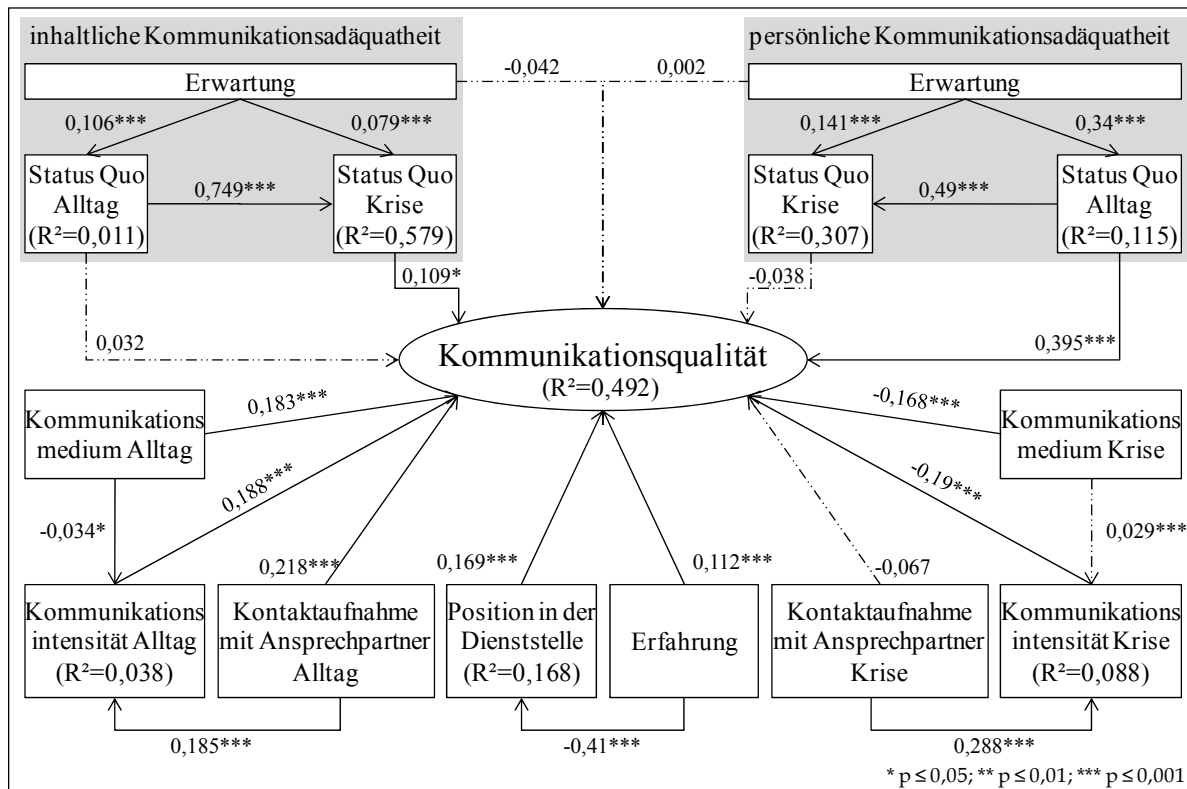 inhaltliche Kommunikationsadäquatheit
persönliche Kommunikationsadäquatheit
Erwartung
-0,042
0,002
Erwartung
0,106***
0,079***
0,141***
0,34***
Status Quo
Alltag
(R²=0,011)
0,749***
Status Quo
Krise
(R²=0,579)
Status Quo
Krise
(R²=0,307)
0,49***
Status Quo
Alltag
(R²=0,115)
0,109*
-0,038
0,032
0,395***
Kommunikationsqualität
(R²=0,492)
Kommunikations
medium Alltag
0,183***
-0,168***
Kommunikations
medium Krise
0,188***
-0,19***
-0,034*
0,029***
0,218***
0,169***
0,112***
-0,067
Kommunikations
intensität Alltag
(R²=0,038)
Kontaktaufnahme
mit Ansprechpartner
Alltag
Position in der
Dienststelle
(R²=0,168)
Erfahrung
Kontaktaufnahme
mit Ansprechpartner
Krise
Kommunikations
intensität Krise
(R²=0,088)
0,185***
-0,41***
0,288***
* p ≤ 0,05; ** p ≤ 0,01; *** p ≤ 0,001